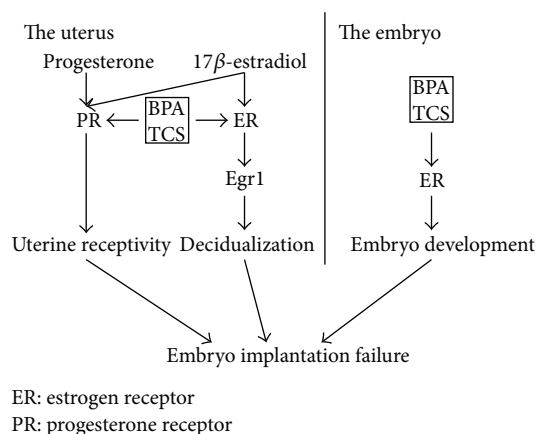 The uterus
Progesterone
17β-estradiol
PR
BPA
TCS
ER
Egr1
Uterine receptivity
Decidualization
The embryo
BPA
TCS
ER
Embryo development
Embryo implantation failure
ER: estrogen receptor
PR: progesterone receptor